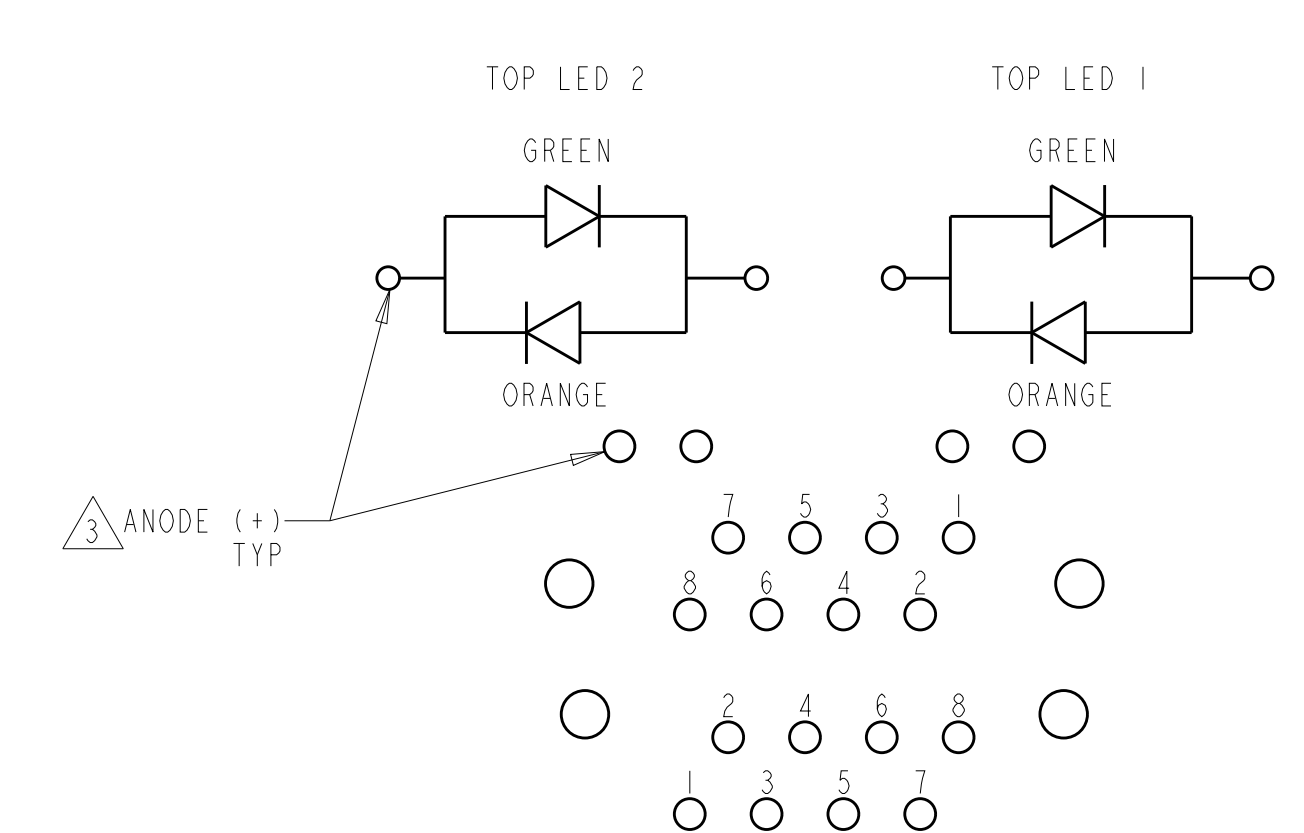 TOP LED 2 TOP LED 1
GREEN GREEN
ORANGE ORANGE
7 5 3 1
3 ANODE (+)
TYP
8 6 4 2
2 4 6 8
1 3 5 7